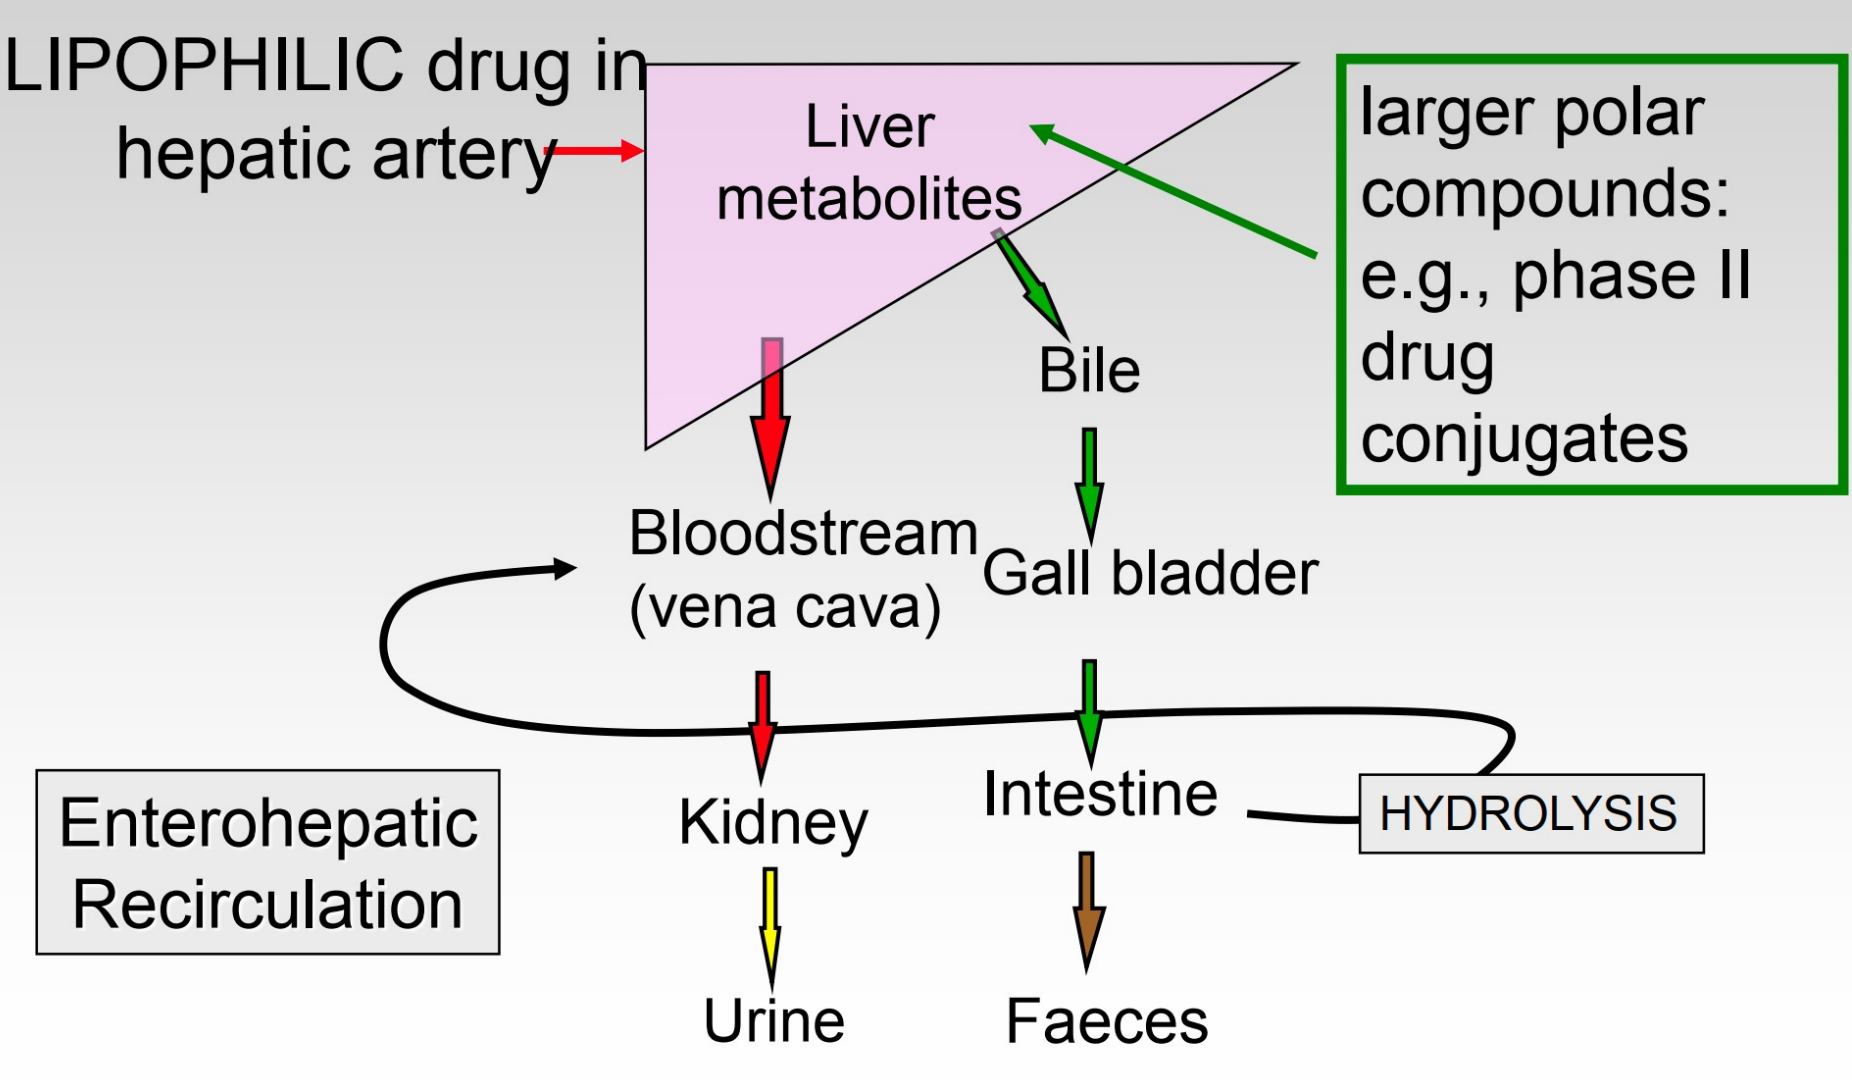 LIPOPHILIC drug in
hepatic artery
Liver
metabolites
larger polar
compounds:
e.g., phase II
drug
conjugates
Bile
Bloodstream
(vena cava)
Gall bladder
Enterohepatic
Recirculation
Kidney
Intestine
HYDROLYSIS
Urine
Faeces